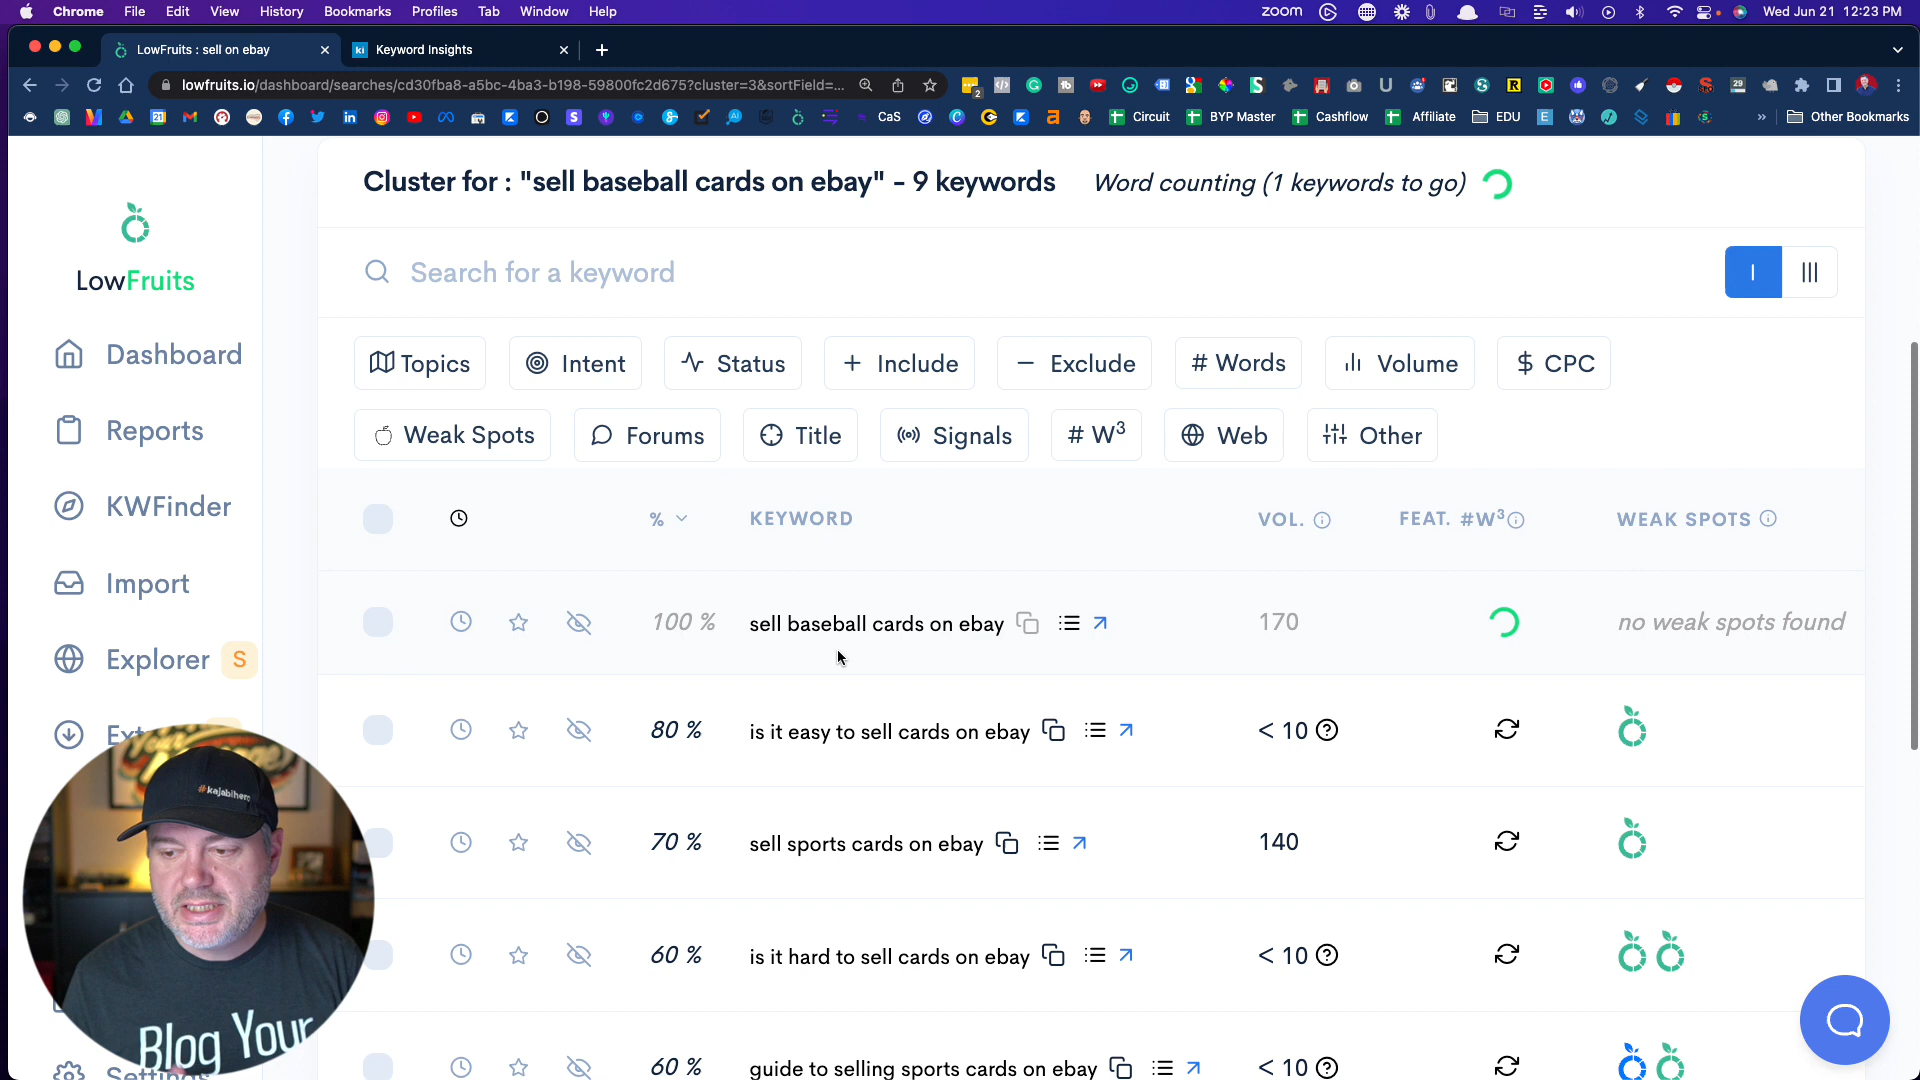 Chrome File Edit View History Bookmarks Profiles Tab Window Help
zoom Wed Jun 21 12:23 PM
LowFruits : sell on ebay Keyword Insights
lowfruits.io/dashboard/searches/cd30fba8-a5bc-4ba3-b198-59800fc2d675?cluster=3&sortField=...
CaS Circuit BYP Master Cashflow Affiliate EDU Other Bookmarks
LowFruits
Dashboard
Reports
KWFinder
Import
Explorer S
Settings
Cluster for : "sell baseball cards on ebay" - 9 keywords Word counting (1 keywords to go)
Search for a keyword
Topics Intent Status + Include − Exclude # Words Volume $ CPC
Weak Spots Forums Title Signals # W³ Web Other
% KEYWORD VOL. FEAT. #W³ WEAK SPOTS
100 % sell baseball cards on ebay 170 no weak spots found
80 % is it easy to sell cards on ebay < 10
70 % sell sports cards on ebay 140
60 % is it hard to sell cards on ebay < 10
60 % guide to selling sports cards on ebay < 10
#kajabihero
Blog Your